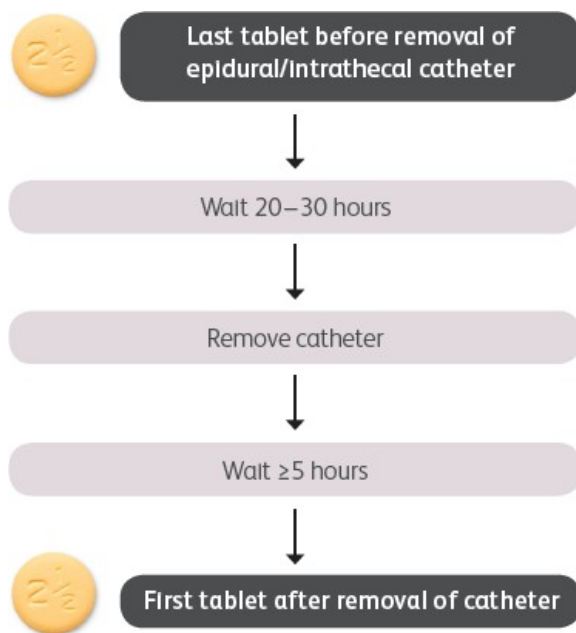 2½
Last tablet before removal of
epidural/intrathecal catheter
Wait 20–30 hours
Remove catheter
Wait ≥5 hours
2½
First tablet after removal of catheter